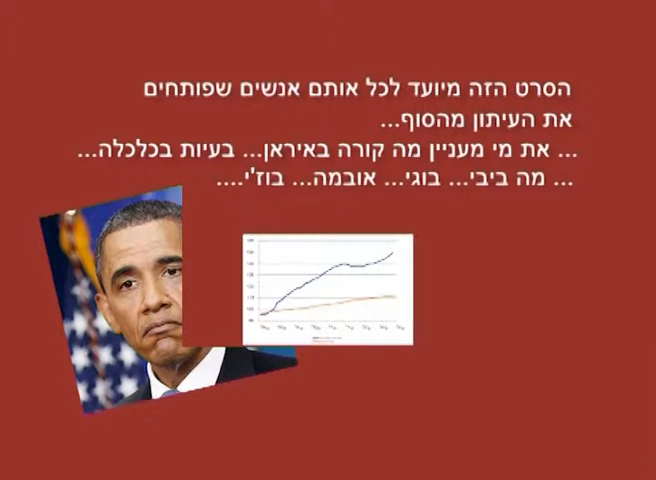 הסרט הזה מיועד לכל אותם אנשים שפותחים
את העיתון מהסוף...
... את מי מעניין מה קורה באיראן... בעיות בכלכלה...
... מה ביבי... בוגי... אובמה... בוז'י....